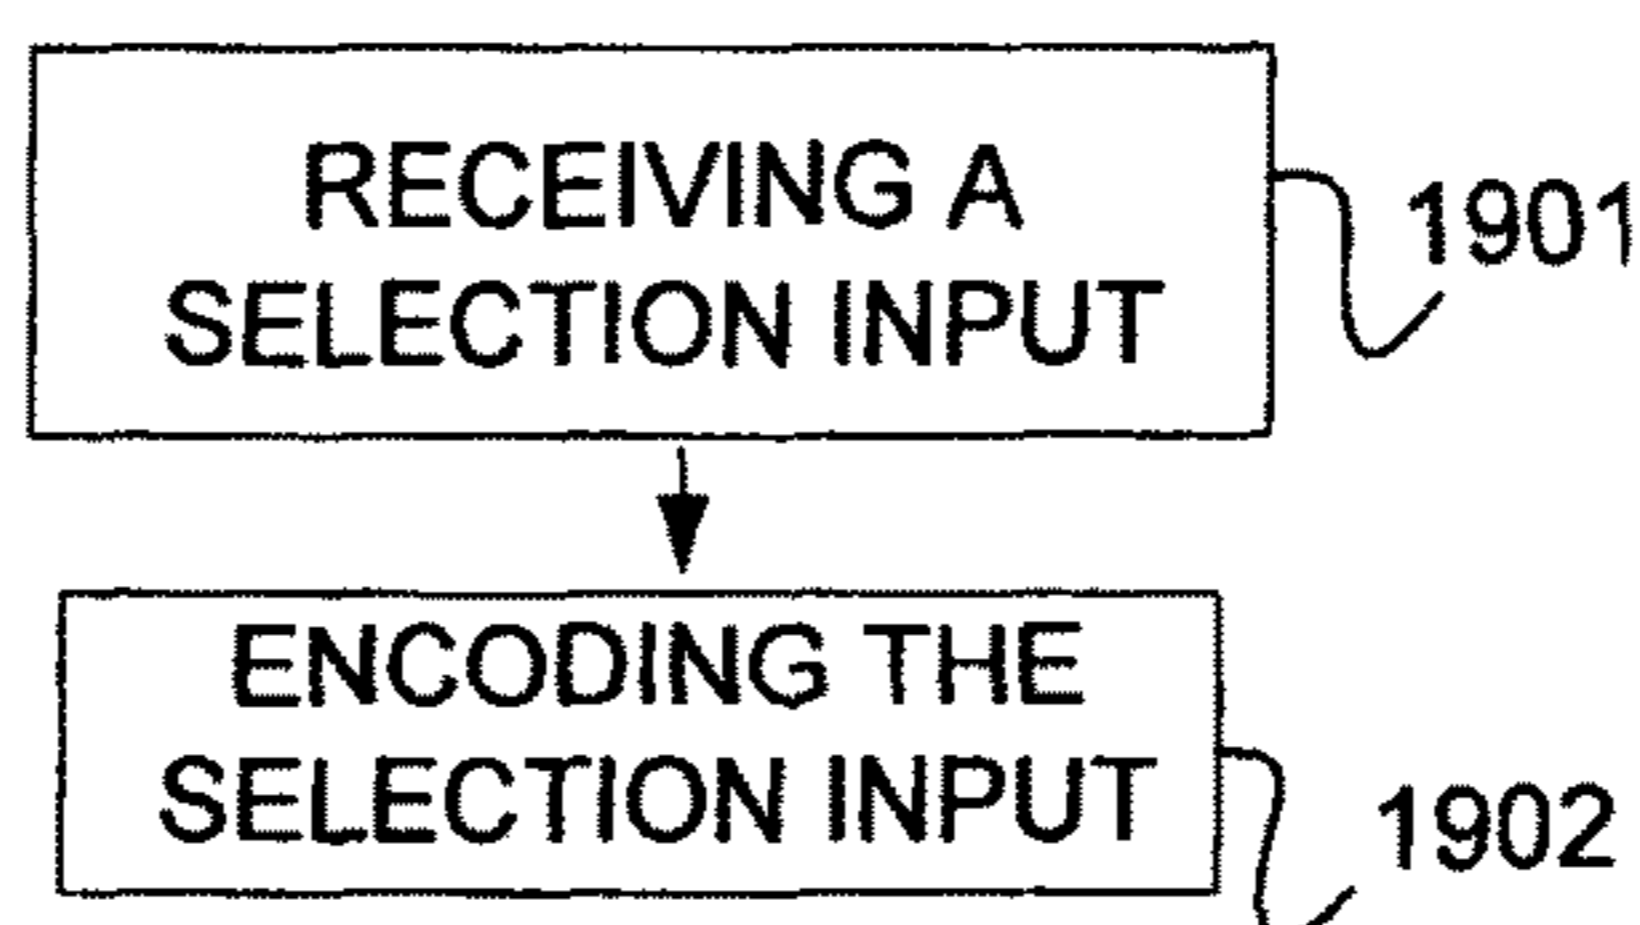 RECEIVING A
SELECTION INPUT
1901
ENCODING THE
SELECTION INPUT
1902